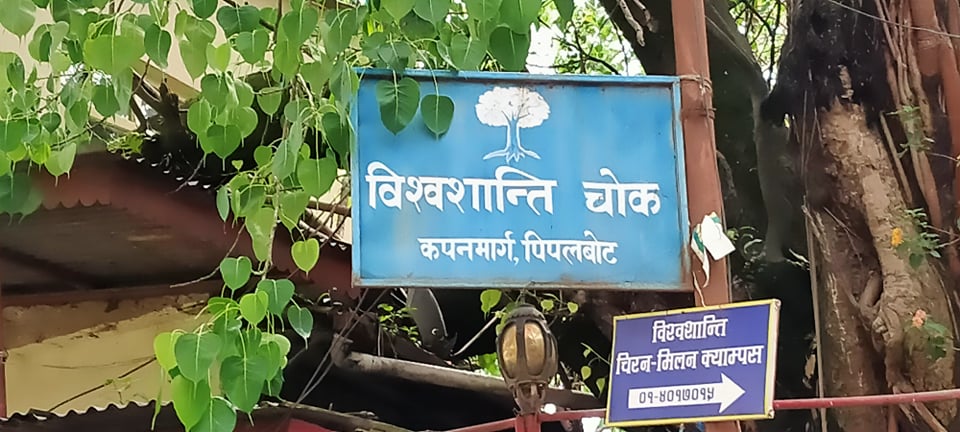 विश्वशान्ति चोक
कपनमार्ग, पिपलबोट
विश्वशान्ति
चिरन-मिलन क्याम्पस
०१-४०१७०१५